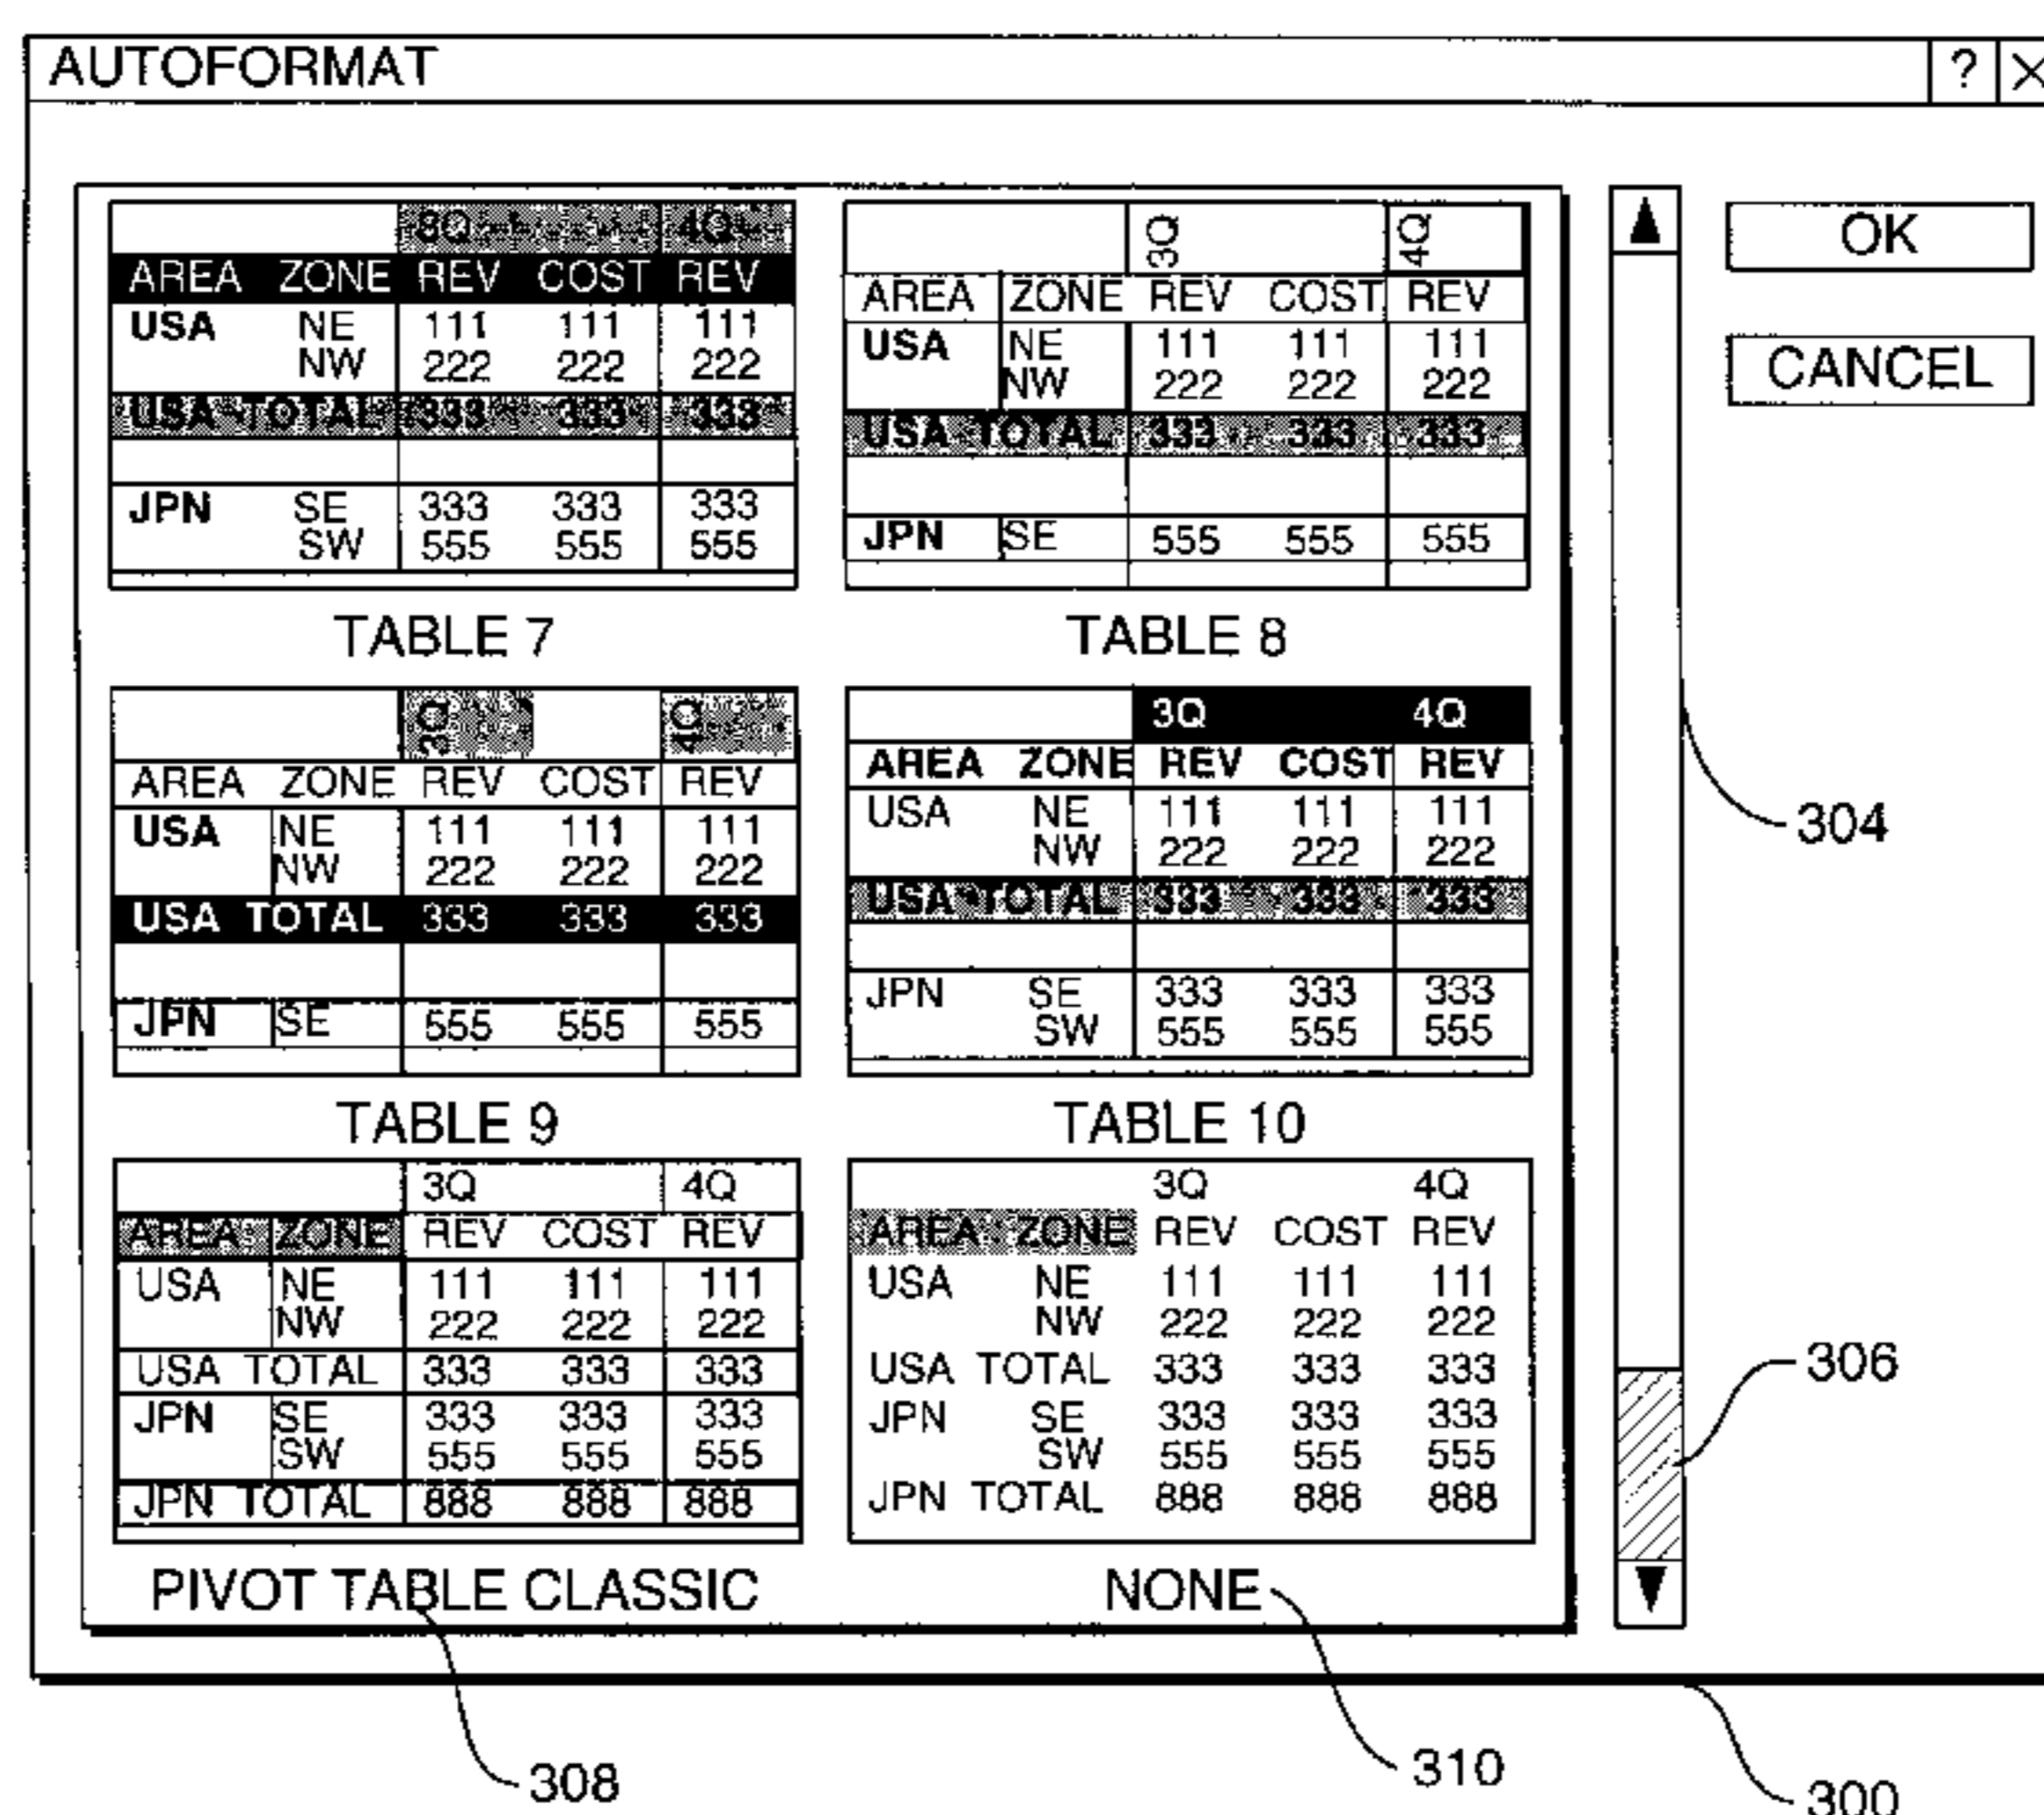 AUTOFORMAT ? X
OK
CANCEL
3Q 4Q
AREA ZONE REV COST REV
USA NE 111 111 111
NW 222 222 222
USA TOTAL 333 333 333
JPN SE 333 333 333
SW 555 555 555
TABLE 7
3Q 4Q
AREA ZONE REV COST REV
USA NE 111 111 111
NW 222 222 222
USA TOTAL 333 333 333
JPN SE 555 555 555
TABLE 8
3Q 4Q
AREA ZONE REV COST REV
USA NE 111 111 111
NW 222 222 222
USA TOTAL 333 333 333
JPN SE 555 555 555
TABLE 9
3Q 4Q
AREA ZONE REV COST REV
USA NE 111 111 111
NW 222 222 222
USA TOTAL 333 333 333
JPN SE 333 333 333
SW 555 555 555
TABLE 10
3Q 4Q
AREA ZONE REV COST REV
USA NE 111 111 111
NW 222 222 222
USA TOTAL 333 333 333
JPN SE 333 333 333
SW 555 555 555
JPN TOTAL 888 888 888
PIVOT TABLE CLASSIC
3Q 4Q
AREA ZONE REV COST REV
USA NE 111 111 111
NW 222 222 222
USA TOTAL 333 333 333
JPN SE 333 333 333
SW 555 555 555
JPN TOTAL 888 888 888
NONE
304
306
308
310
300